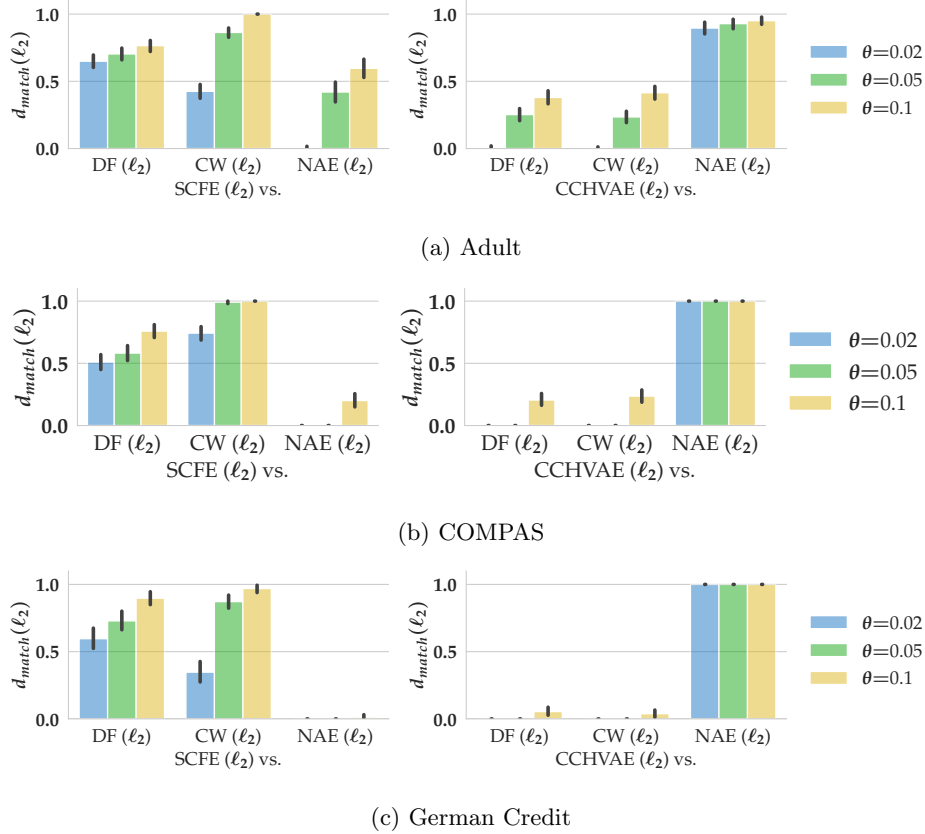 1.0
0.5
0.0
d_match(ℓ₂)
DF (ℓ₂) CW (ℓ₂) NAE (ℓ₂)
SCFE (ℓ₂) vs.
1.0
0.5
0.0
d_match(ℓ₂)
DF (ℓ₂) CW (ℓ₂) NAE (ℓ₂)
CCHVAE (ℓ₂) vs.
θ=0.02
θ=0.05
θ=0.1
(a) Adult
1.0
0.5
0.0
d_match(ℓ₂)
DF (ℓ₂) CW (ℓ₂) NAE (ℓ₂)
SCFE (ℓ₂) vs.
1.0
0.5
0.0
d_match(ℓ₂)
DF (ℓ₂) CW (ℓ₂) NAE (ℓ₂)
CCHVAE (ℓ₂) vs.
θ=0.02
θ=0.05
θ=0.1
(b) COMPAS
1.0
0.5
0.0
d_match(ℓ₂)
DF (ℓ₂) CW (ℓ₂) NAE (ℓ₂)
SCFE (ℓ₂) vs.
1.0
0.5
0.0
d_match(ℓ₂)
DF (ℓ₂) CW (ℓ₂) NAE (ℓ₂)
CCHVAE (ℓ₂) vs.
θ=0.02
θ=0.05
θ=0.1
(c) German Credit